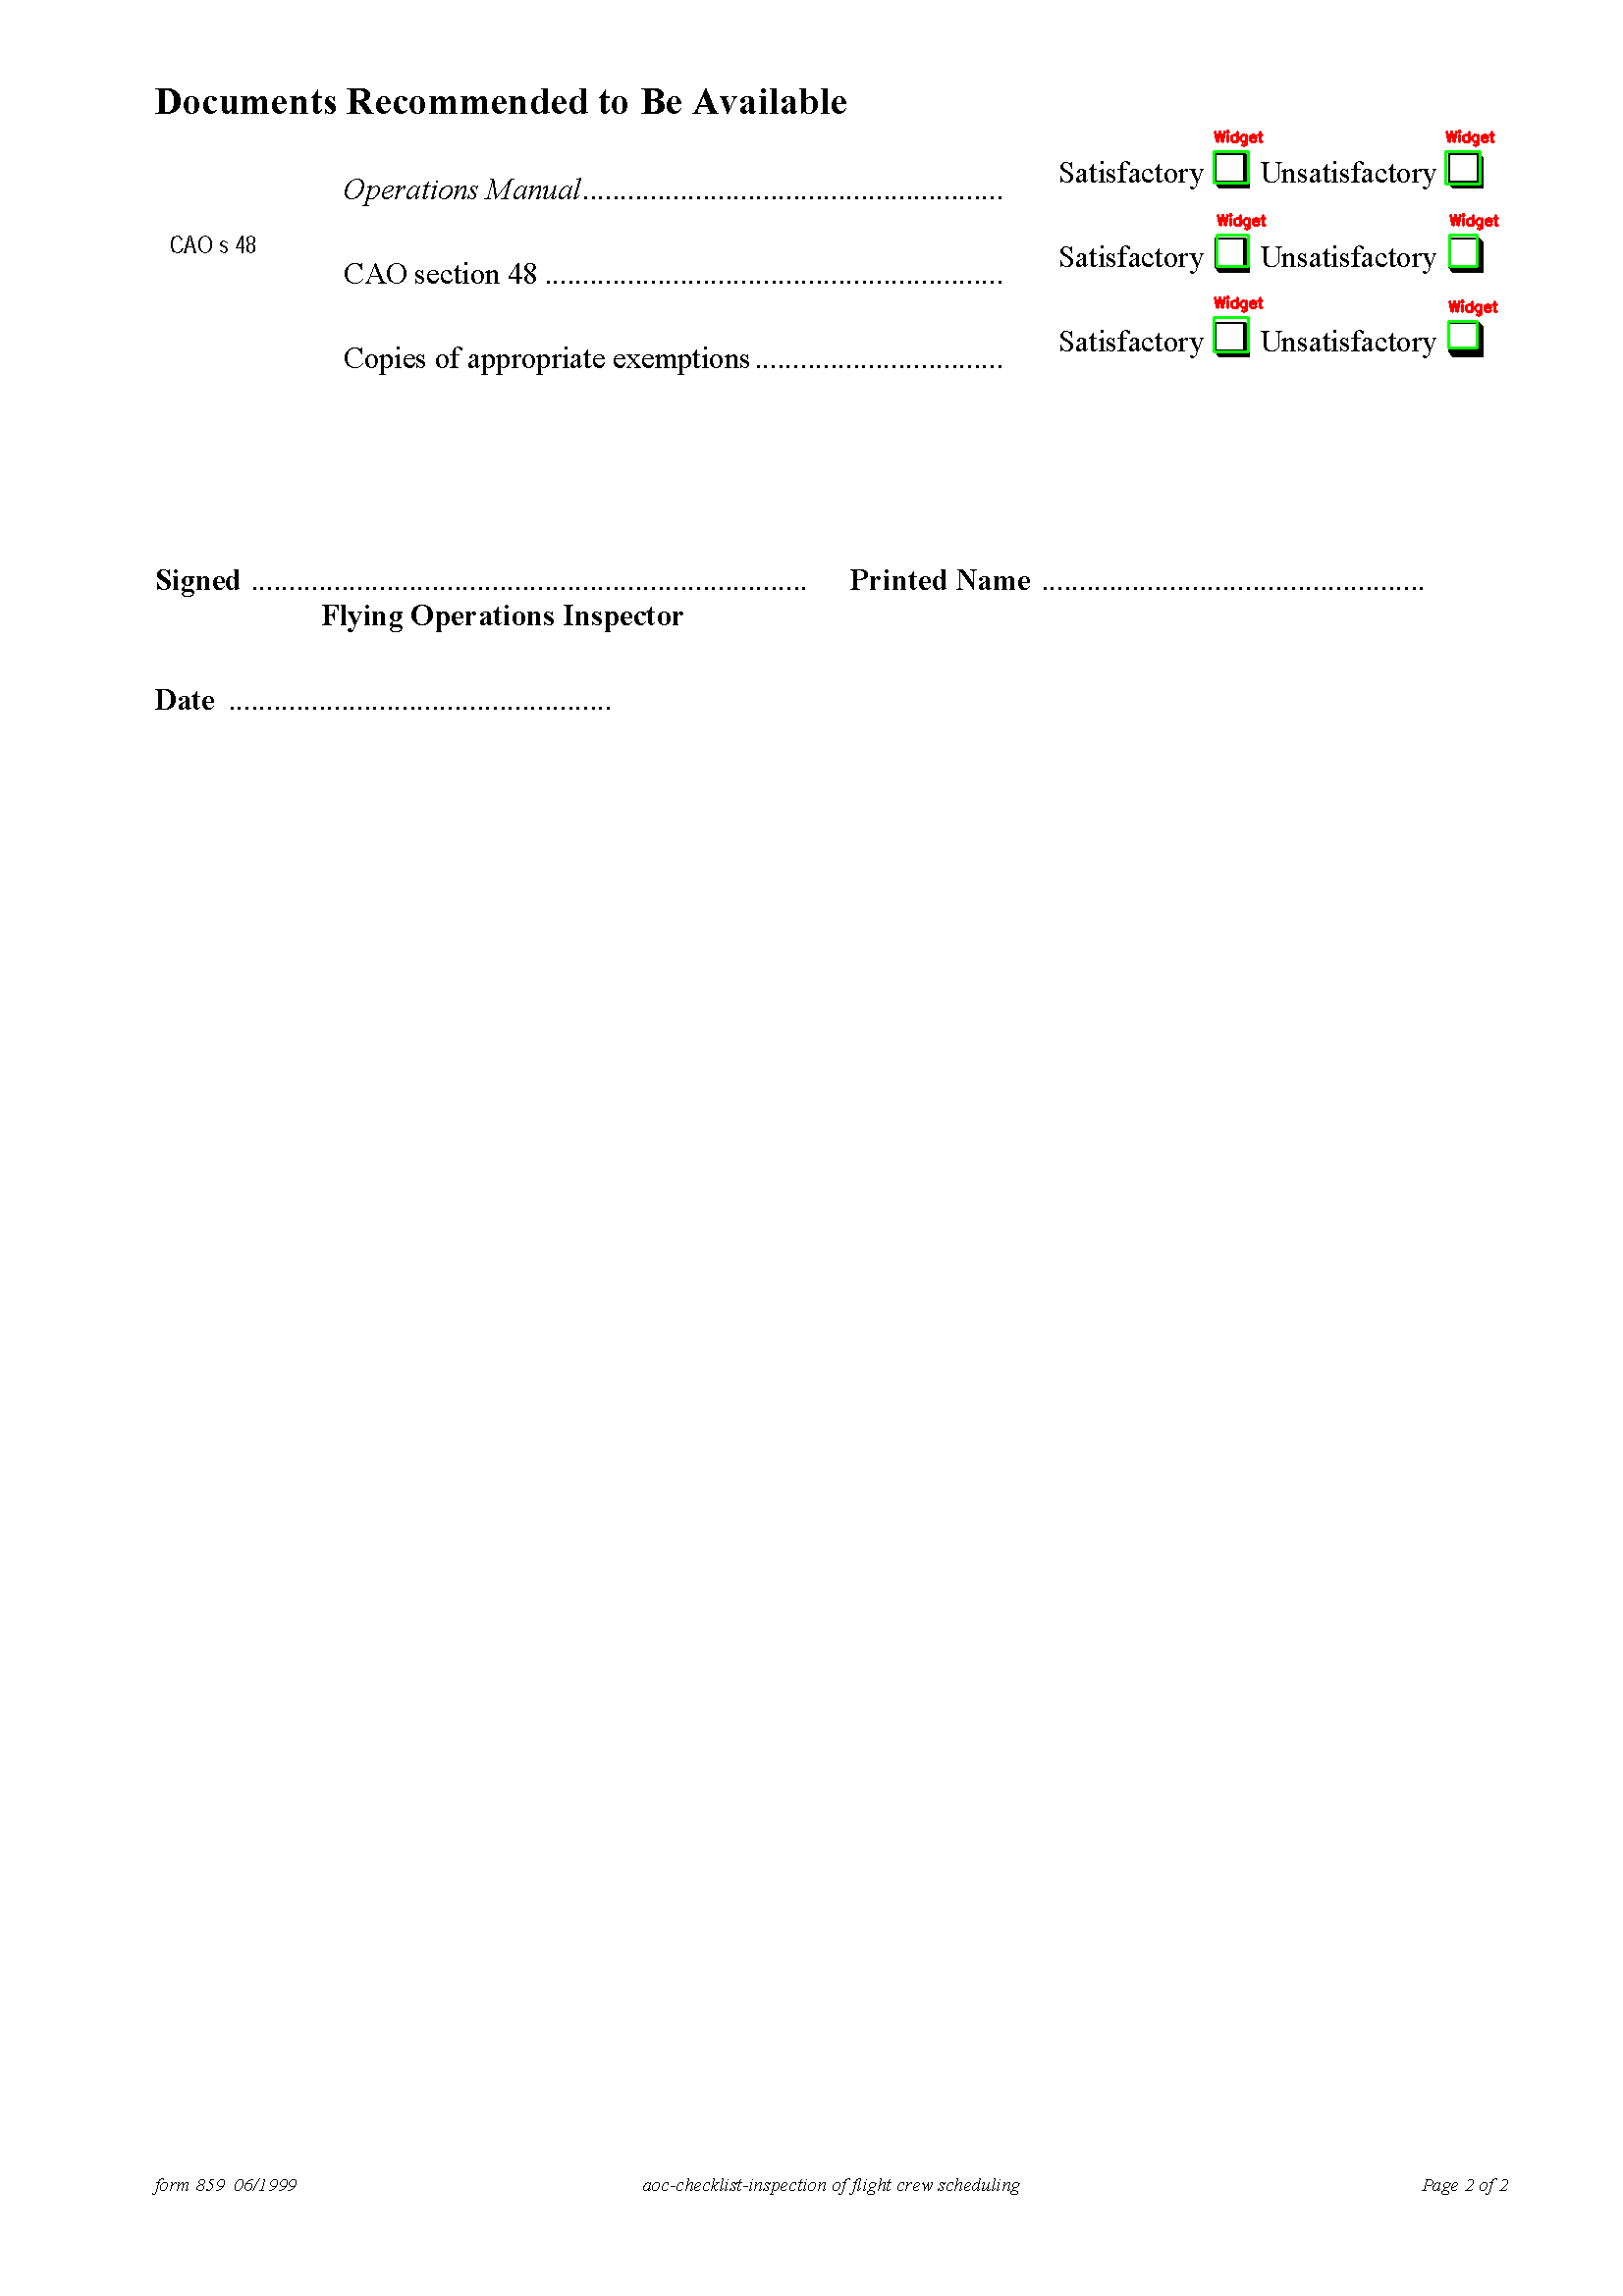 Documents Recommended to Be Available
Widget Widget
Operations Manual........................................................ Satisfactory Unsatisfactory
Widget Widget
CAO s 48
CAO section 48 ............................................................. Satisfactory Unsatisfactory
Widget Widget
Copies of appropriate exemptions ................................. Satisfactory Unsatisfactory
Signed .......................................................................... Printed Name ...................................................
Flying Operations Inspector
Date ...................................................
form 859 06/1999 aoc-checklist-inspection of flight crew scheduling Page 2 of 2